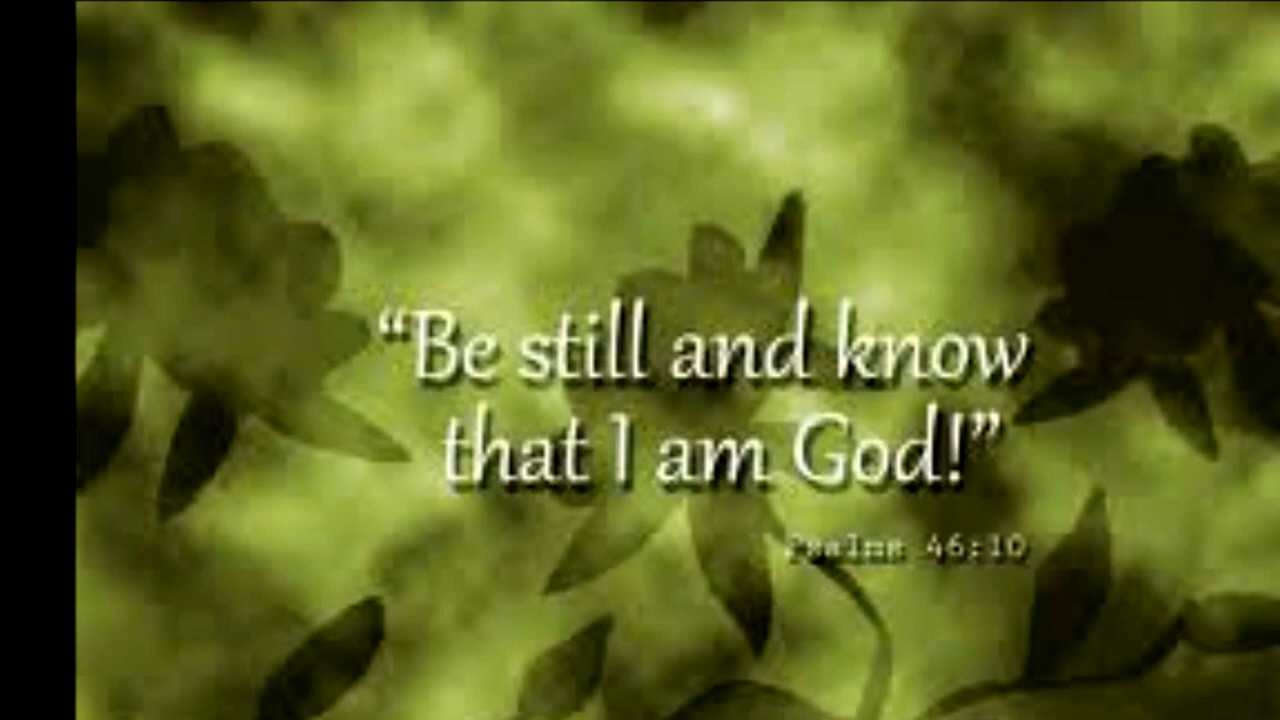 “Be still and know
that I am God!”
Psalms 46:10